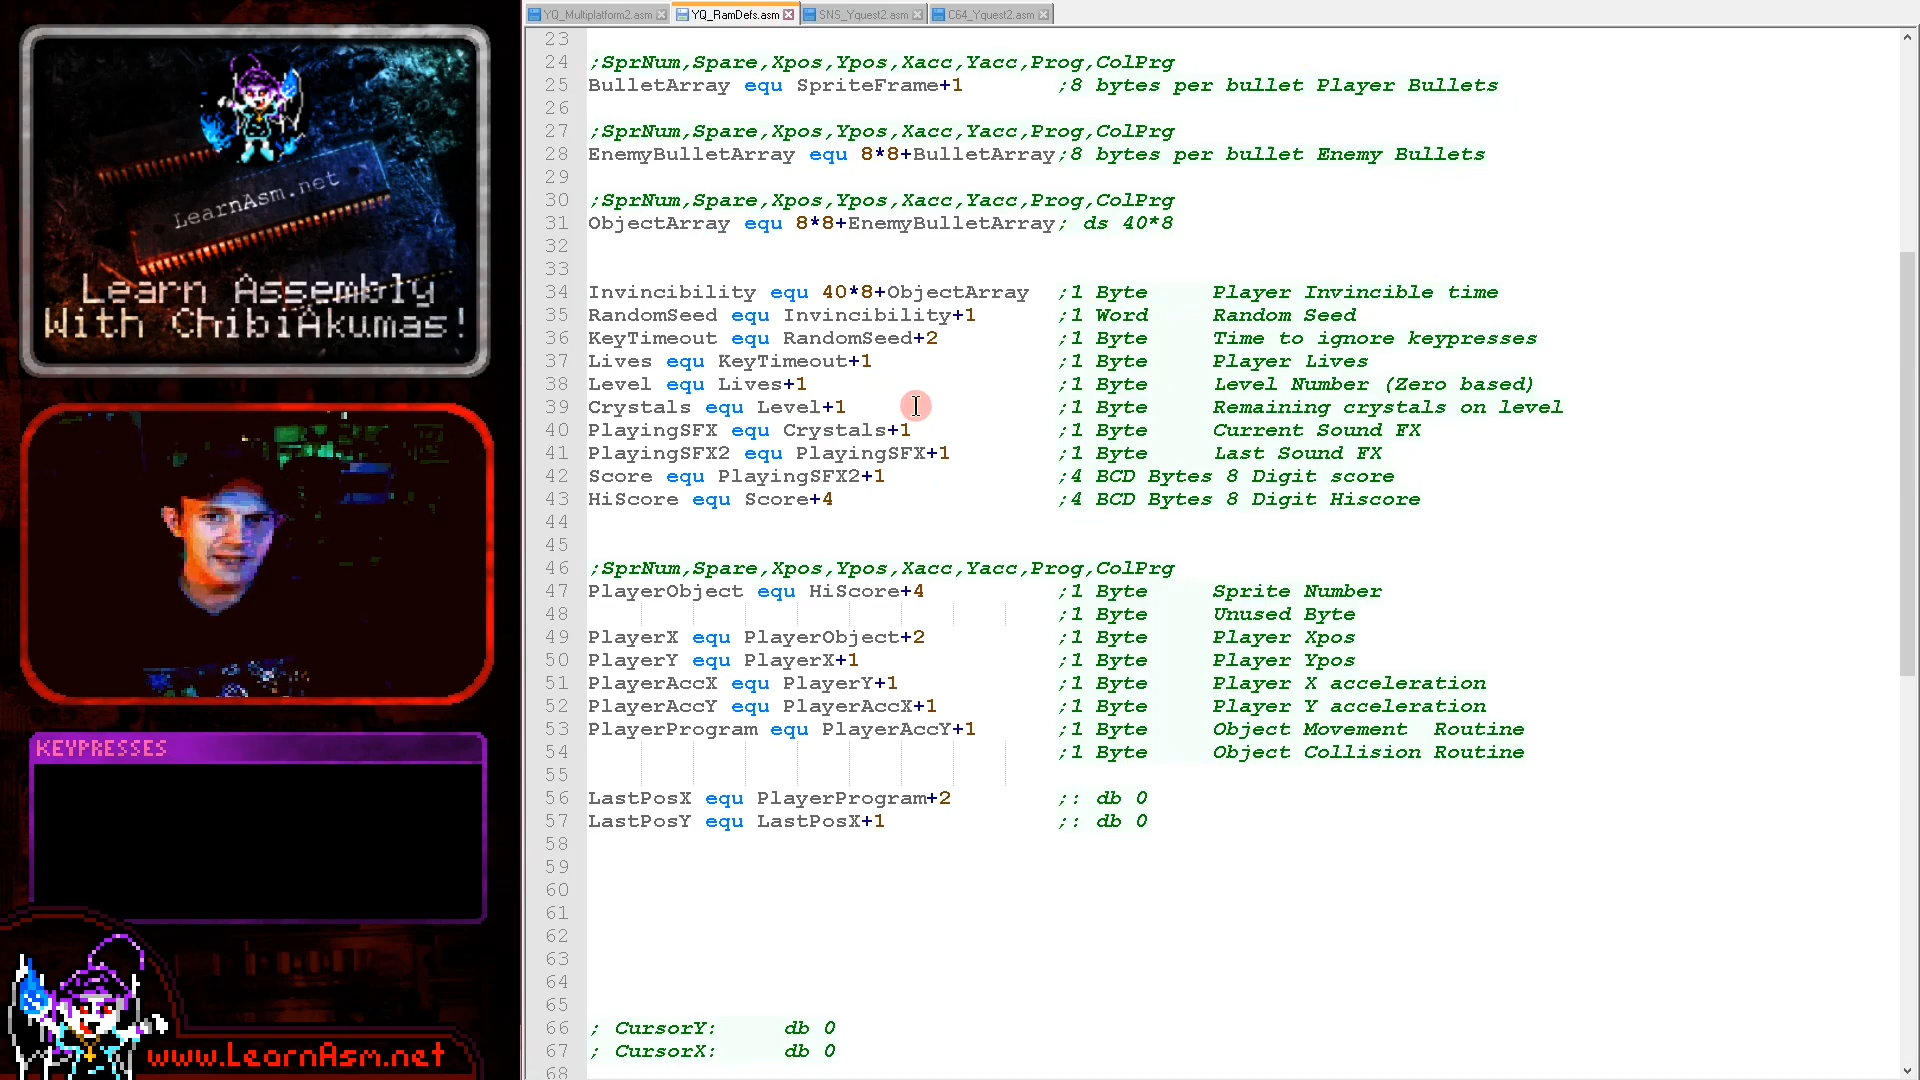 LearnAsm.net
Learn Assembly
With ChibiAkumas!
KEYPRESSES
www.LearnAsm.net
YQ_Multiplatform2.asm
YQ_RamDefs.asm
SNS_Yquest2.asm
C64_Yquest2.asm
23
24 ;SprNum,Spare,Xpos,Ypos,Xacc,Yacc,Prog,ColPrg
25 BulletArray equ SpriteFrame+1 ;8 bytes per bullet Player Bullets
26
27 ;SprNum,Spare,Xpos,Ypos,Xacc,Yacc,Prog,ColPrg
28 EnemyBulletArray equ 8*8+BulletArray;8 bytes per bullet Enemy Bullets
29
30 ;SprNum,Spare,Xpos,Ypos,Xacc,Yacc,Prog,ColPrg
31 ObjectArray equ 8*8+EnemyBulletArray; ds 40*8
32
33
34 Invincibility equ 40*8+ObjectArray ;1 Byte Player Invincible time
35 RandomSeed equ Invincibility+1 ;1 Word Random Seed
36 KeyTimeout equ RandomSeed+2 ;1 Byte Time to ignore keypresses
37 Lives equ KeyTimeout+1 ;1 Byte Player Lives
38 Level equ Lives+1 ;1 Byte Level Number (Zero based)
39 Crystals equ Level+1 ;1 Byte Remaining crystals on level
40 PlayingSFX equ Crystals+1 ;1 Byte Current Sound FX
41 PlayingSFX2 equ PlayingSFX+1 ;1 Byte Last Sound FX
42 Score equ PlayingSFX2+1 ;4 BCD Bytes 8 Digit score
43 HiScore equ Score+4 ;4 BCD Bytes 8 Digit Hiscore
44
45
46 ;SprNum,Spare,Xpos,Ypos,Xacc,Yacc,Prog,ColPrg
47 PlayerObject equ HiScore+4 ;1 Byte Sprite Number
48 ;1 Byte Unused Byte
49 PlayerX equ PlayerObject+2 ;1 Byte Player Xpos
50 PlayerY equ PlayerX+1 ;1 Byte Player Ypos
51 PlayerAccX equ PlayerY+1 ;1 Byte Player X acceleration
52 PlayerAccY equ PlayerAccX+1 ;1 Byte Player Y acceleration
53 PlayerProgram equ PlayerAccY+1 ;1 Byte Object Movement  Routine
54 ;1 Byte Object Collision Routine
55
56 LastPosX equ PlayerProgram+2 ;: db 0
57 LastPosY equ LastPosX+1 ;: db 0
58
59
60
61
62
63
64
65
66 ; CursorY: db 0
67 ; CursorX: db 0
68